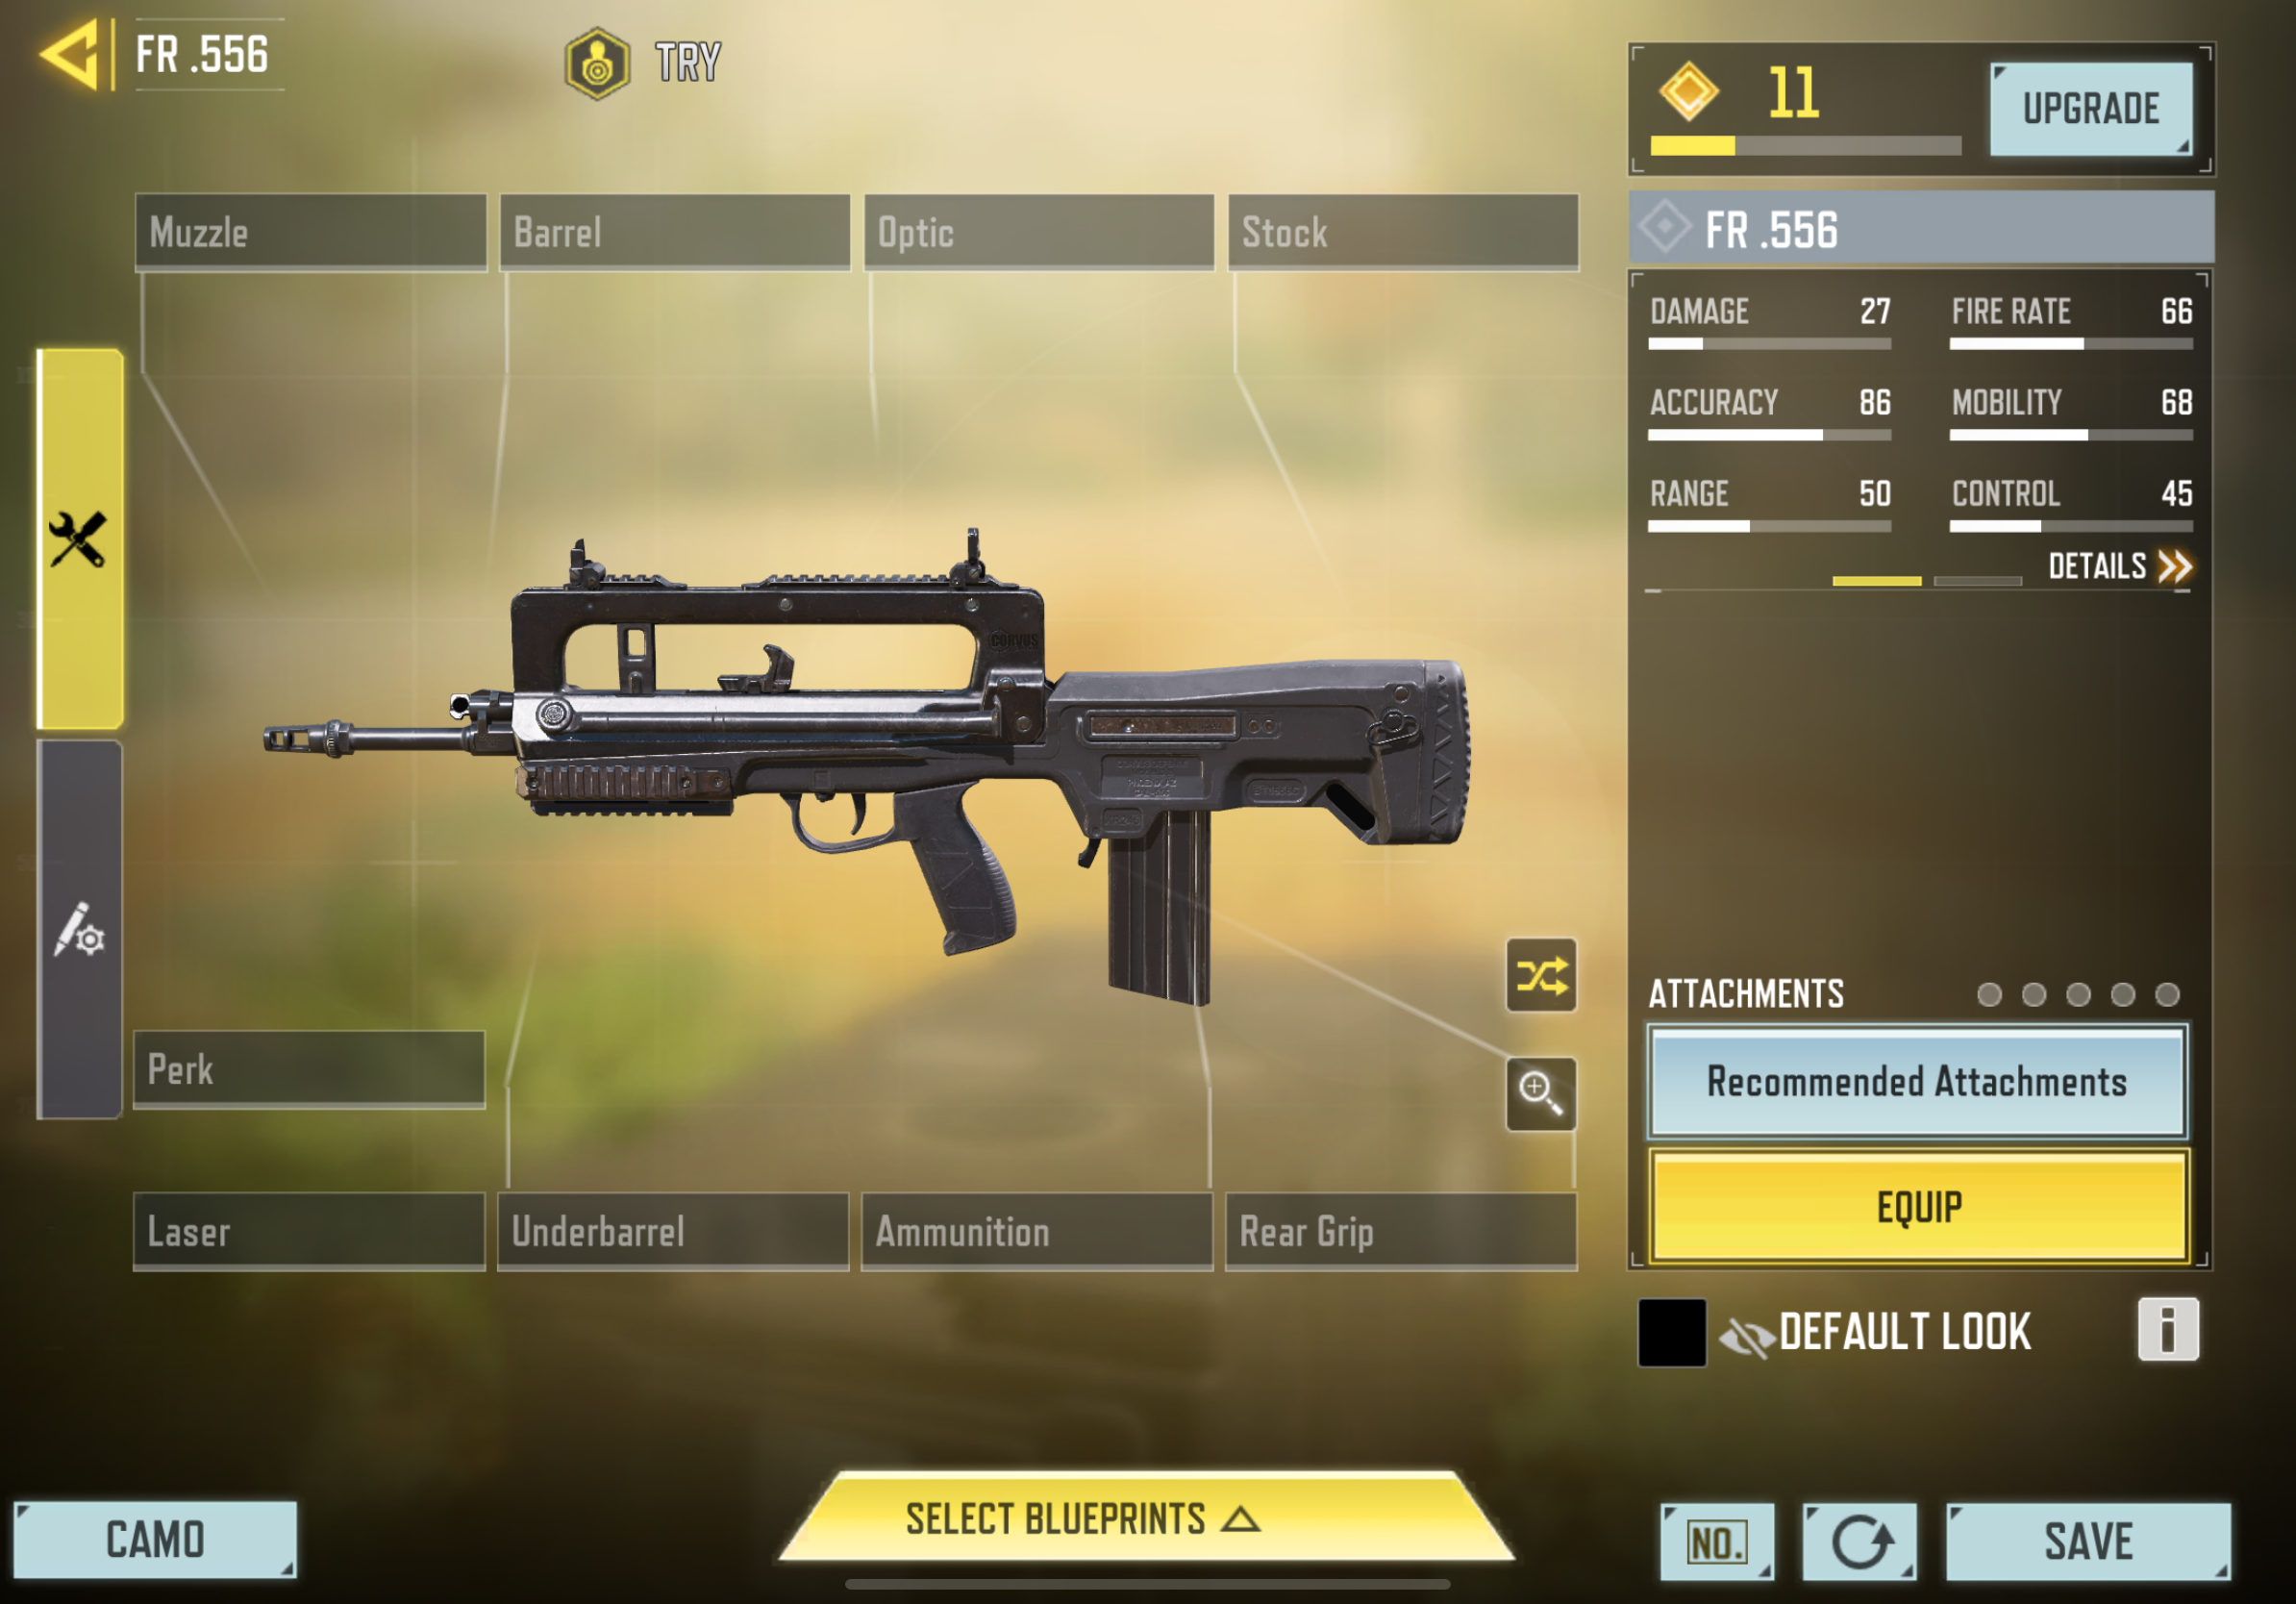 FR .556
TRY
11
UPGRADE
Muzzle
Barrel
Optic
Stock
FR .556
DAMAGE 27
FIRE RATE 66
ACCURACY 86
MOBILITY 68
RANGE 50
CONTROL 45
DETAILS
CORVUS
ATTACHMENTS
Recommended Attachments
EQUIP
Perk
Laser
Underbarrel
Ammunition
Rear Grip
DEFAULT LOOK
i
CAMO
SELECT BLUEPRINTS
NO.
SAVE